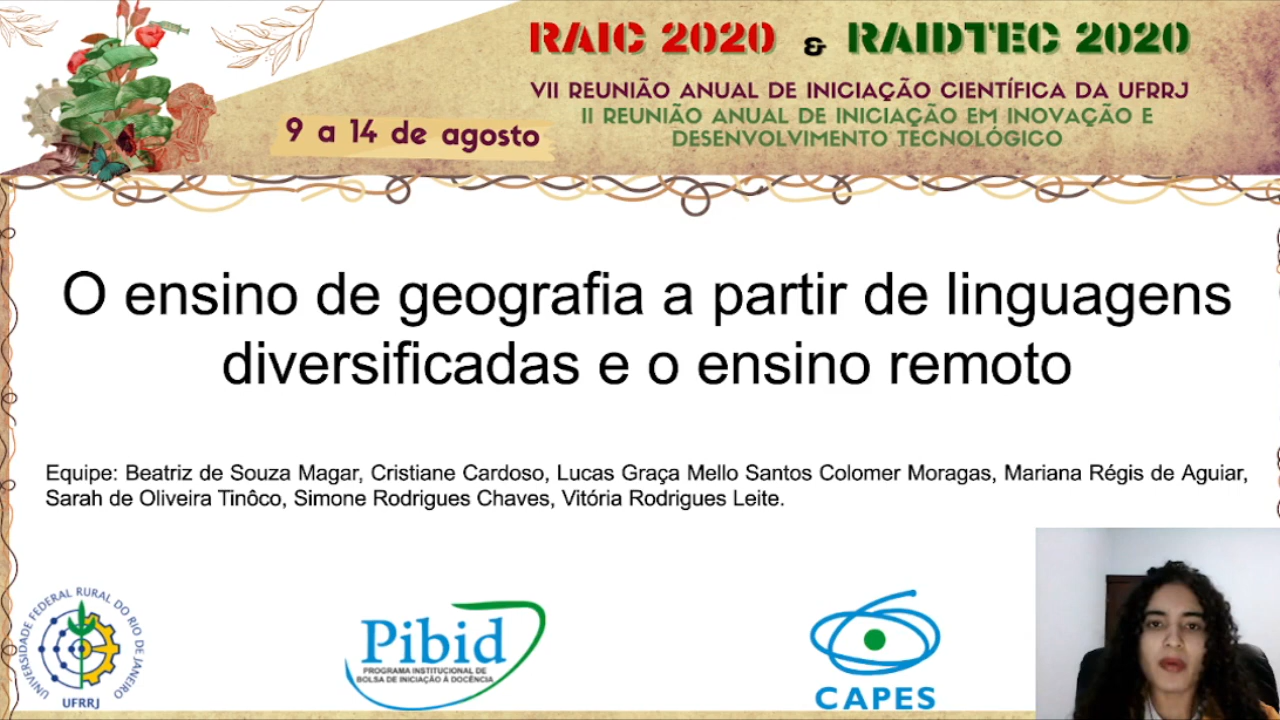 RAIC 2020 & RAIDTEC 2020
VII REUNIÃO ANUAL DE INICIAÇÃO CIENTÍFICA DA UFRRJ
II REUNIÃO ANUAL DE INICIAÇÃO EM INOVAÇÃO E
DESENVOLVIMENTO TECNOLÓGICO
9 a 14 de agosto
O ensino de geografia a partir de linguagens
diversificadas e o ensino remoto
Equipe: Beatriz de Souza Magar, Cristiane Cardoso, Lucas Graça Mello Santos Colomer Moragas, Mariana Régis de Aguiar,
Sarah de Oliveira Tinôco, Simone Rodrigues Chaves, Vitória Rodrigues Leite.
UNIVERSIDADE FEDERAL RURAL DO RIO DE JANEIRO
UFRRJ
Pibid
PROGRAMA INSTITUCIONAL DE
BOLSA DE INICIAÇÃO À DOCÊNCIA
CAPES